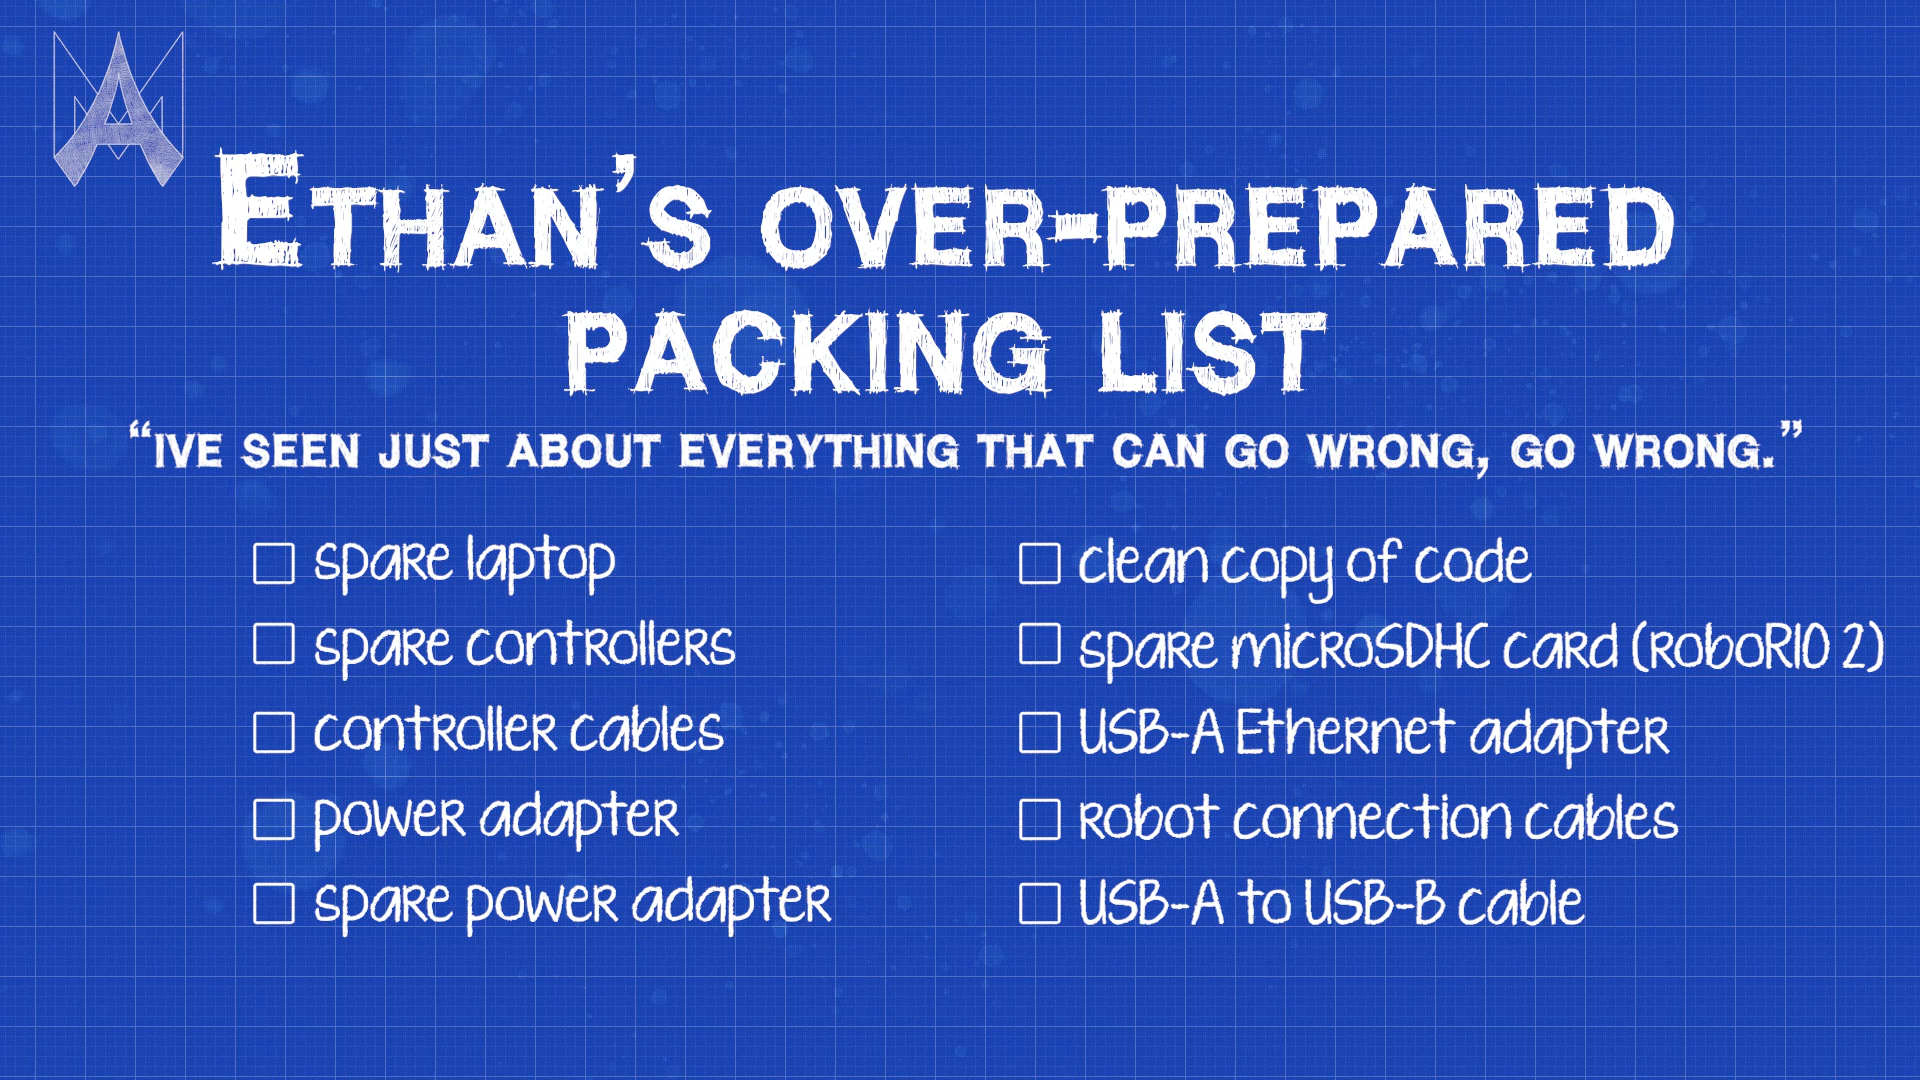 Ethan's over-prepared
packing list
"Ive seen just about everything that can go wrong, go wrong."
spare laptop
spare controllers
controller cables
power adapter
spare power adapter
clean copy of code
spare microSDHC card (roboRIO 2)
USB-A Ethernet adapter
robot connection cables
USB-A to USB-B cable